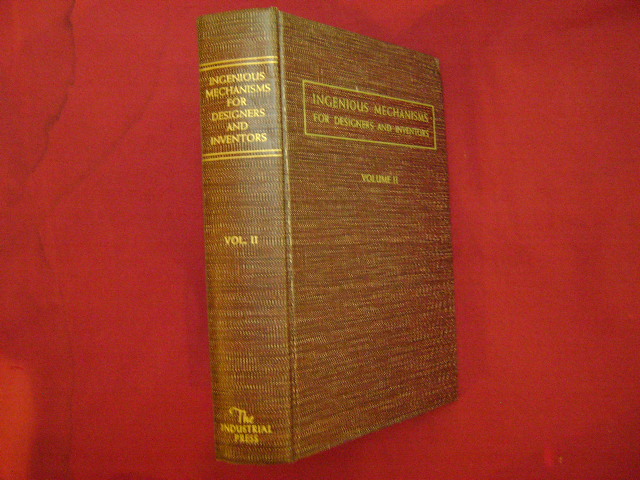 INGENIOUS
MECHANISMS
FOR
DESIGNERS
AND
INVENTORS
VOL. II
The
INDUSTRIAL
PRESS
INGENIOUS MECHANISMS
FOR DESIGNERS AND INVENTORS
VOLUME II